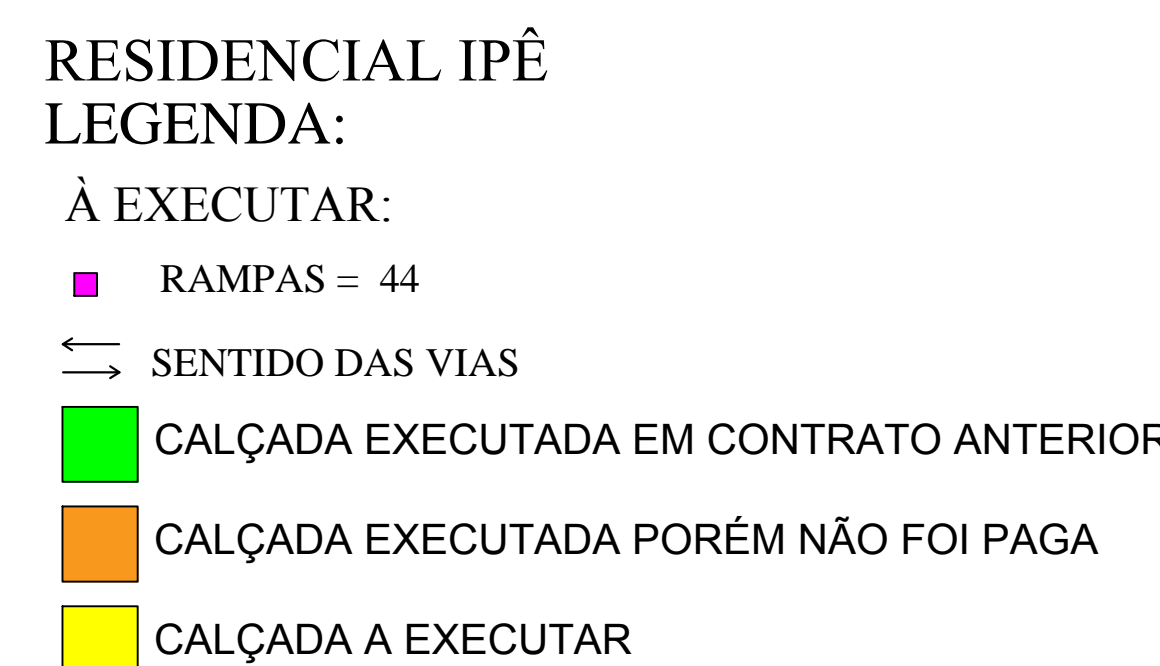 RESIDENCIAL IPÊ
LEGENDA:
À EXECUTAR:
RAMPAS = 44
SENTIDO DAS VIAS
CALÇADA EXECUTADA EM CONTRATO ANTERIOR
CALÇADA EXECUTADA PORÉM NÃO FOI PAGA
CALÇADA A EXECUTAR